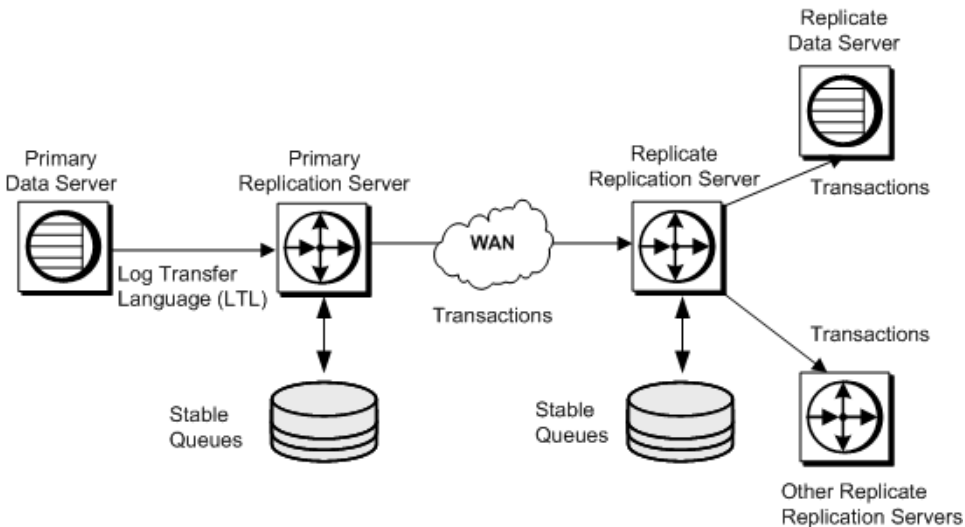 Replicate
Data Server
Primary
Data Server
Primary
Replication Server
Replicate
Replication Server
Transactions
WAN
Log Transfer
Language (LTL)
Transactions
Transactions
Stable
Queues
Stable
Queues
Other Replicate
Replication Servers